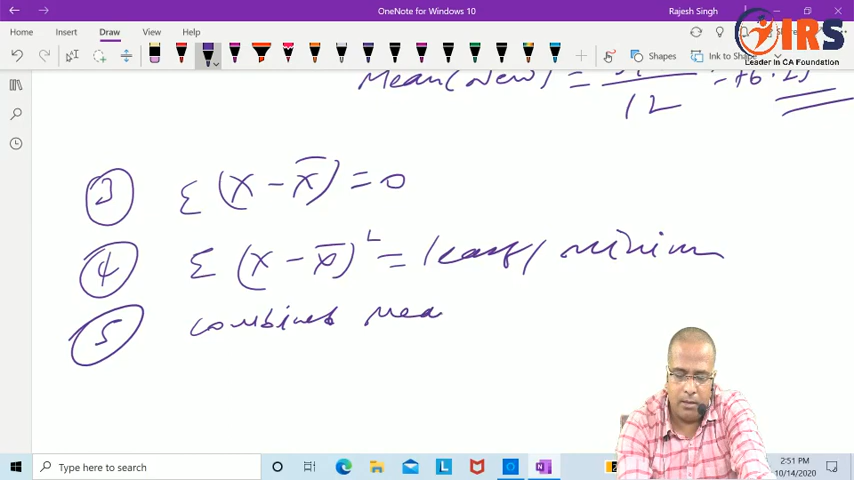 OneNote for Windows 10
Rajesh Singh
Home Insert Draw View Help
Shapes Ink to Shape
IRS
Leader In CA Foundation
Mean (New) =
12
③ Σ (x - x̄) = 0
④ Σ (x - x̄)² = least / minimum
⑤ combined Mea
Type here to search
2:51 PM
10/14/2020